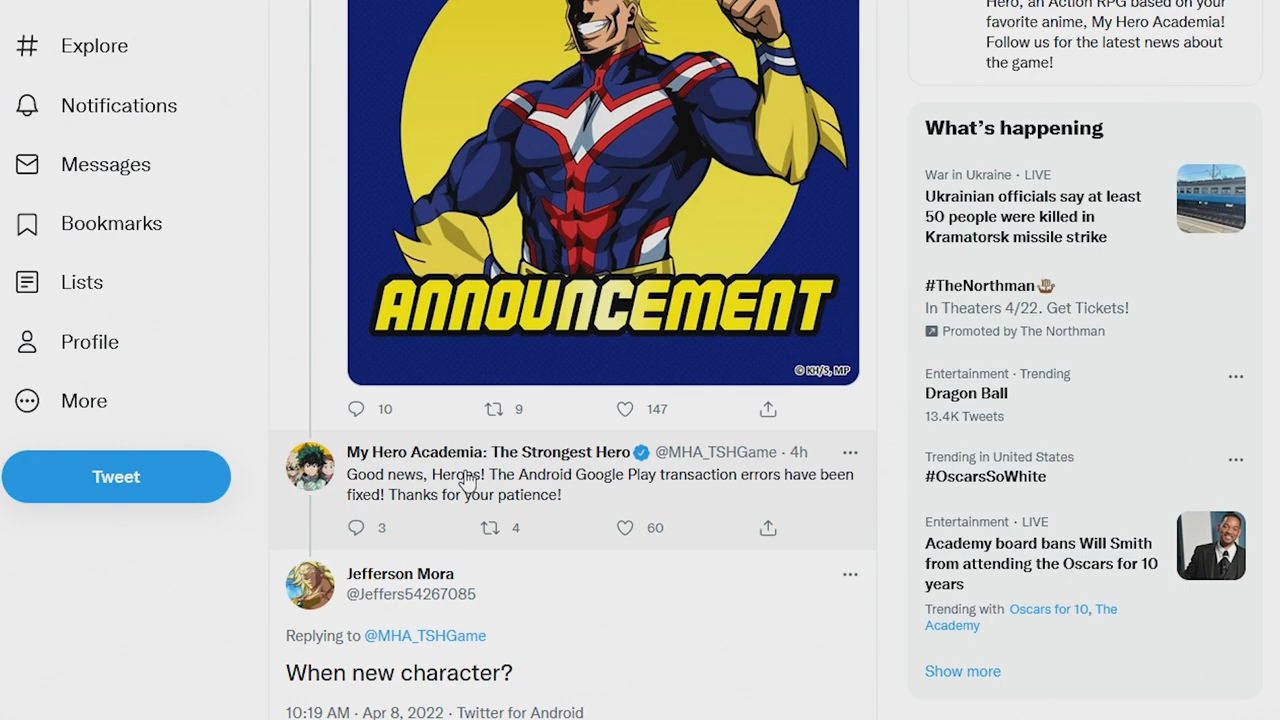 Explore
Notifications
Messages
Bookmarks
Lists
Profile
More
Tweet
ANNOUNCEMENT
© KH/S, MP
10
9
147
My Hero Academia: The Strongest Hero @MHA_TSHGame · 4h
Good news, Heroes! The Android Google Play transaction errors have been
fixed! Thanks for your patience!
3
4
60
Jefferson Mora
@Jeffers54267085
Replying to @MHA_TSHGame
When new character?
10:19 AM · Apr 8, 2022 · Twitter for Android
Hero, an Action RPG based on your
favorite anime, My Hero Academia!
Follow us for the latest news about
the game!
What's happening
War in Ukraine · LIVE
Ukrainian officials say at least
50 people were killed in
Kramatorsk missile strike
#TheNorthman
In Theaters 4/22. Get Tickets!
Promoted by The Northman
Entertainment · Trending
Dragon Ball
13.4K Tweets
Trending in United States
#OscarsSoWhite
Entertainment · LIVE
Academy board bans Will Smith
from attending the Oscars for 10
years
Trending with Oscars for 10, The
Academy
Show more